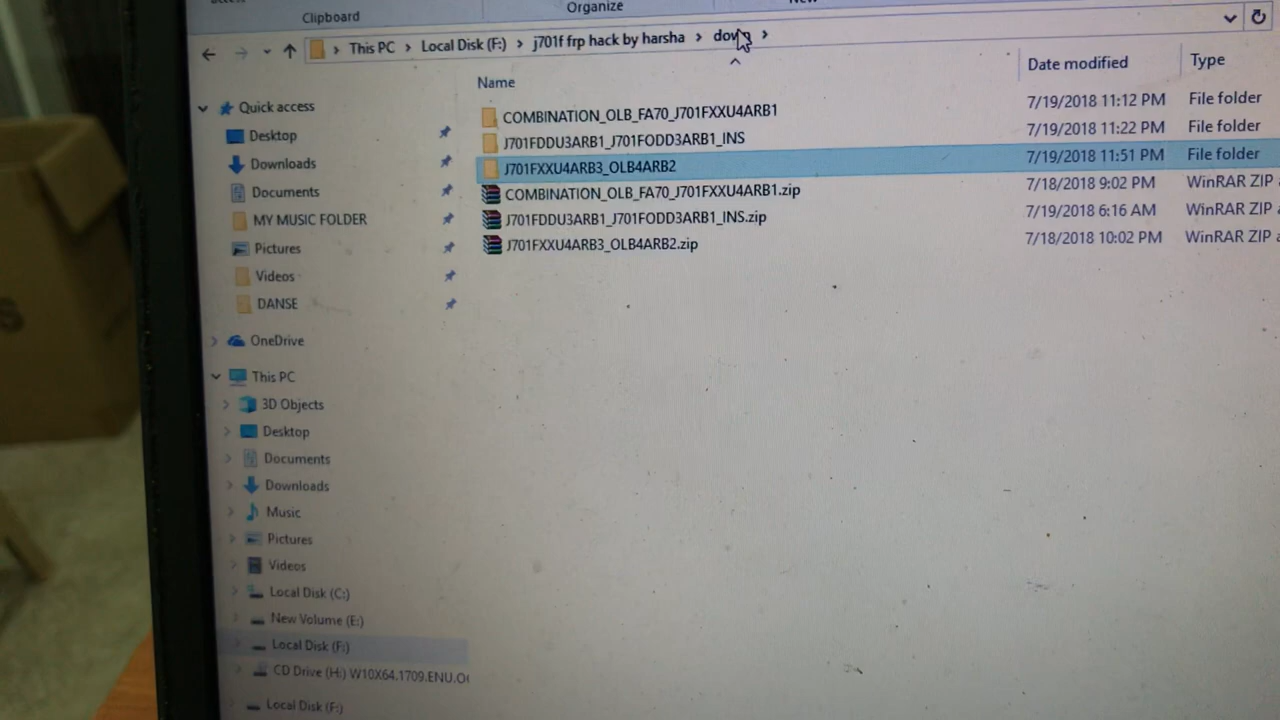 Clipboard
Organize
This PC > Local Disk (F:) > j701f frp hack by harsha >
Name
Date modified
Type
COMBINATION_OLB_FA70_J701FXXU4ARB1 7/19/2018 11:12 PM File folder
J701FDDU3ARB1_J701FODD3ARB1_INS 7/19/2018 11:22 PM File folder
J701FXXU4ARB3_OLB4ARB2 7/19/2018 11:51 PM File folder
COMBINATION_OLB_FA70_J701FXXU4ARB1.zip 7/18/2018 9:02 PM WinRAR ZIP
J701FDDU3ARB1_J701FODD3ARB1_INS.zip 7/19/2018 6:16 AM WinRAR ZIP
J701FXXU4ARB3_OLB4ARB2.zip 7/18/2018 10:02 PM WinRAR ZIP
Quick access
Desktop
Downloads
Documents
MY MUSIC FOLDER
Pictures
Videos
DANSE
OneDrive
This PC
3D Objects
Desktop
Documents
Downloads
Music
Pictures
Videos
Local Disk (C:)
New Volume (E:)
Local Disk (F:)
CD Drive (H:) W10X64.1709.ENU.O
Local Disk (F:)